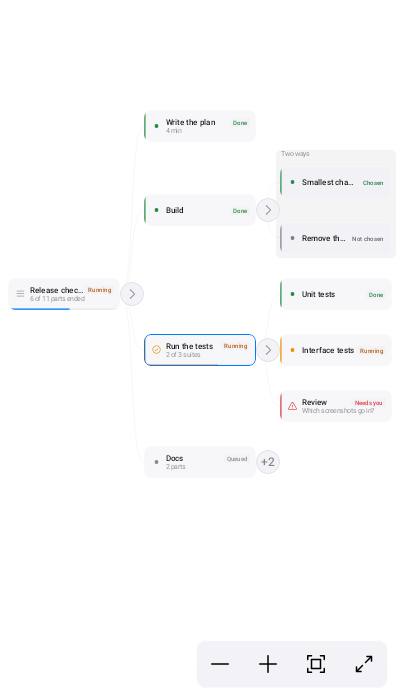 Write the plan
Done
4 min
Two ways
Smallest cha…
Chosen
Build
Done
Remove th…
Not chosen
Release chec…
Running
6 of 11 parts ended
Unit tests
Done
Run the tests
Running
2 of 3 suites
Interface tests
Running
Review
Needs you
Which screenshots go in?
Docs
Queued
2 parts
+2